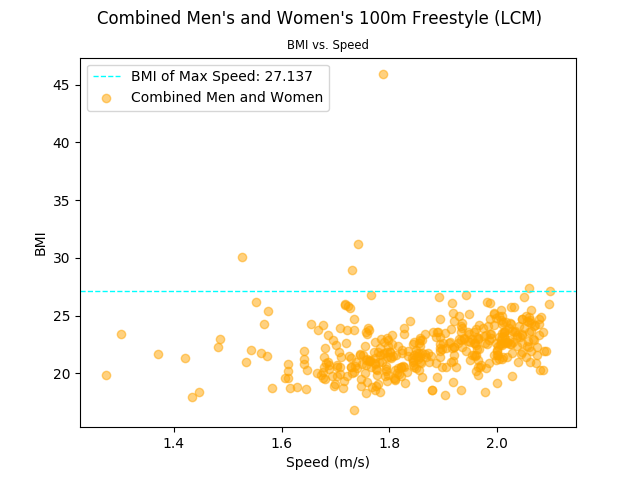 Combined Men's and Women's 100m Freestyle (LCM)
BMI vs. Speed
BMI of Max Speed: 27.137
Combined Men and Women
45
40
35
30
25
20
BMI
1.4
1.6
1.8
2.0
Speed (m/s)